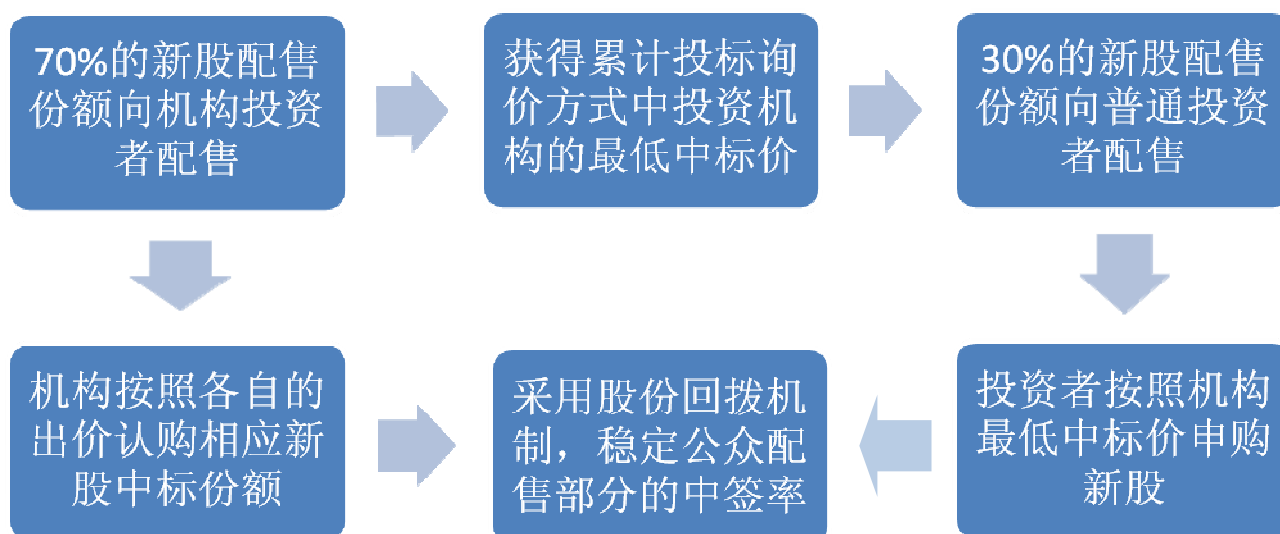 70%的新股配售
份额向机构投资
者配售
获得累计投标询
价方式中投资机
构的最低中标价
30%的新股配售
份额向普通投资
者配售
机构按照各自的
出价认购相应新
股中标份额
采用股份回拨机
制，稳定公众配
售部分的中签率
投资者按照机构
最低中标价申购
新股